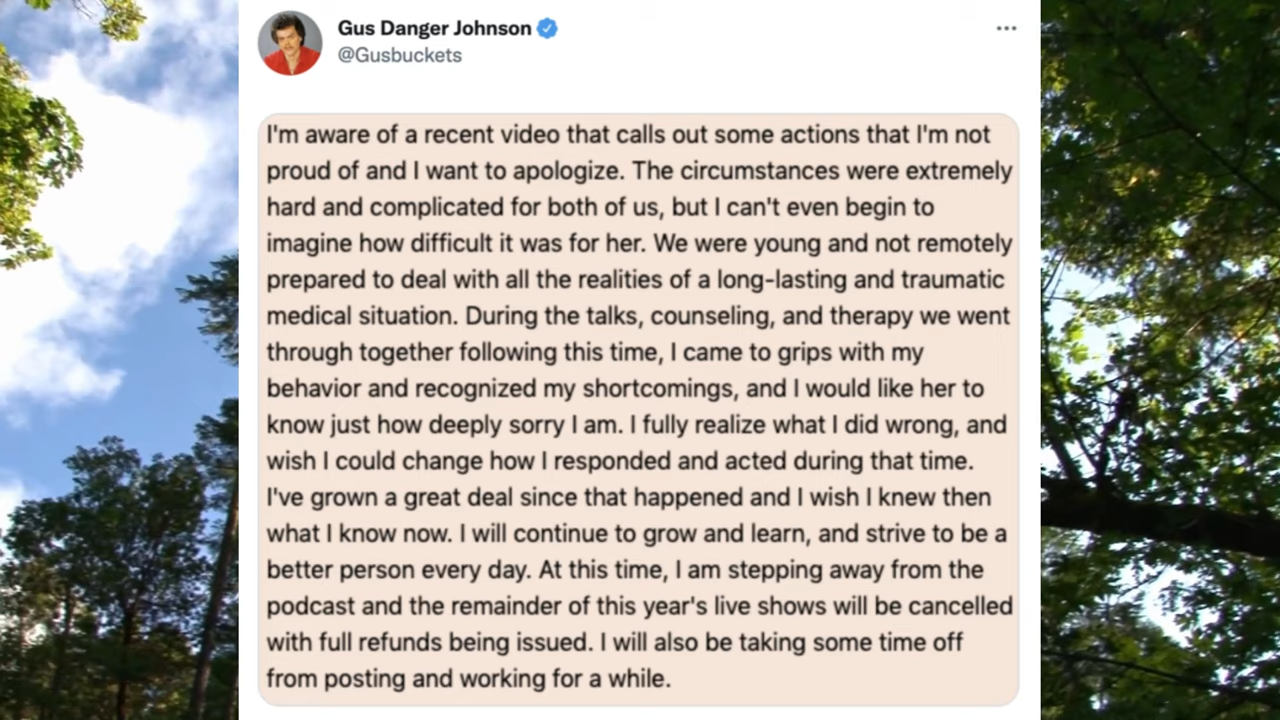 Gus Danger Johnson
@Gusbuckets
I'm aware of a recent video that calls out some actions that I'm not
proud of and I want to apologize. The circumstances were extremely
hard and complicated for both of us, but I can't even begin to
imagine how difficult it was for her. We were young and not remotely
prepared to deal with all the realities of a long-lasting and traumatic
medical situation. During the talks, counseling, and therapy we went
through together following this time, I came to grips with my
behavior and recognized my shortcomings, and I would like her to
know just how deeply sorry I am. I fully realize what I did wrong, and
wish I could change how I responded and acted during that time.
I've grown a great deal since that happened and I wish I knew then
what I know now. I will continue to grow and learn, and strive to be a
better person every day. At this time, I am stepping away from the
podcast and the remainder of this year's live shows will be cancelled
with full refunds being issued. I will also be taking some time off
from posting and working for a while.